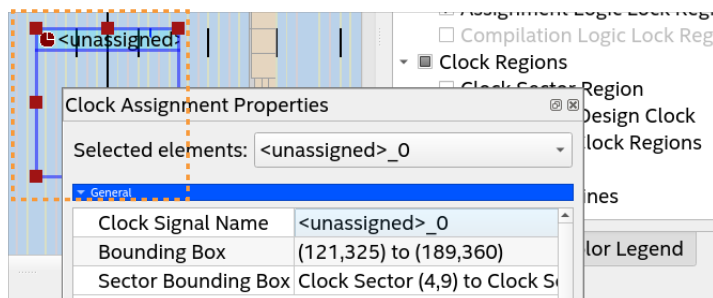 <unassigned>
Assignment Logic Lock Regi
Compilation Logic Lock Reg
Clock Regions
Clock Sector Region
Design Clock
lock Regions
ines
lor Legend
Clock Assignment Properties
Selected elements: <unassigned>_0
General
Clock Signal Name <unassigned>_0
Bounding Box (121,325) to (189,360)
Sector Bounding Box Clock Sector (4,9) to Clock Se